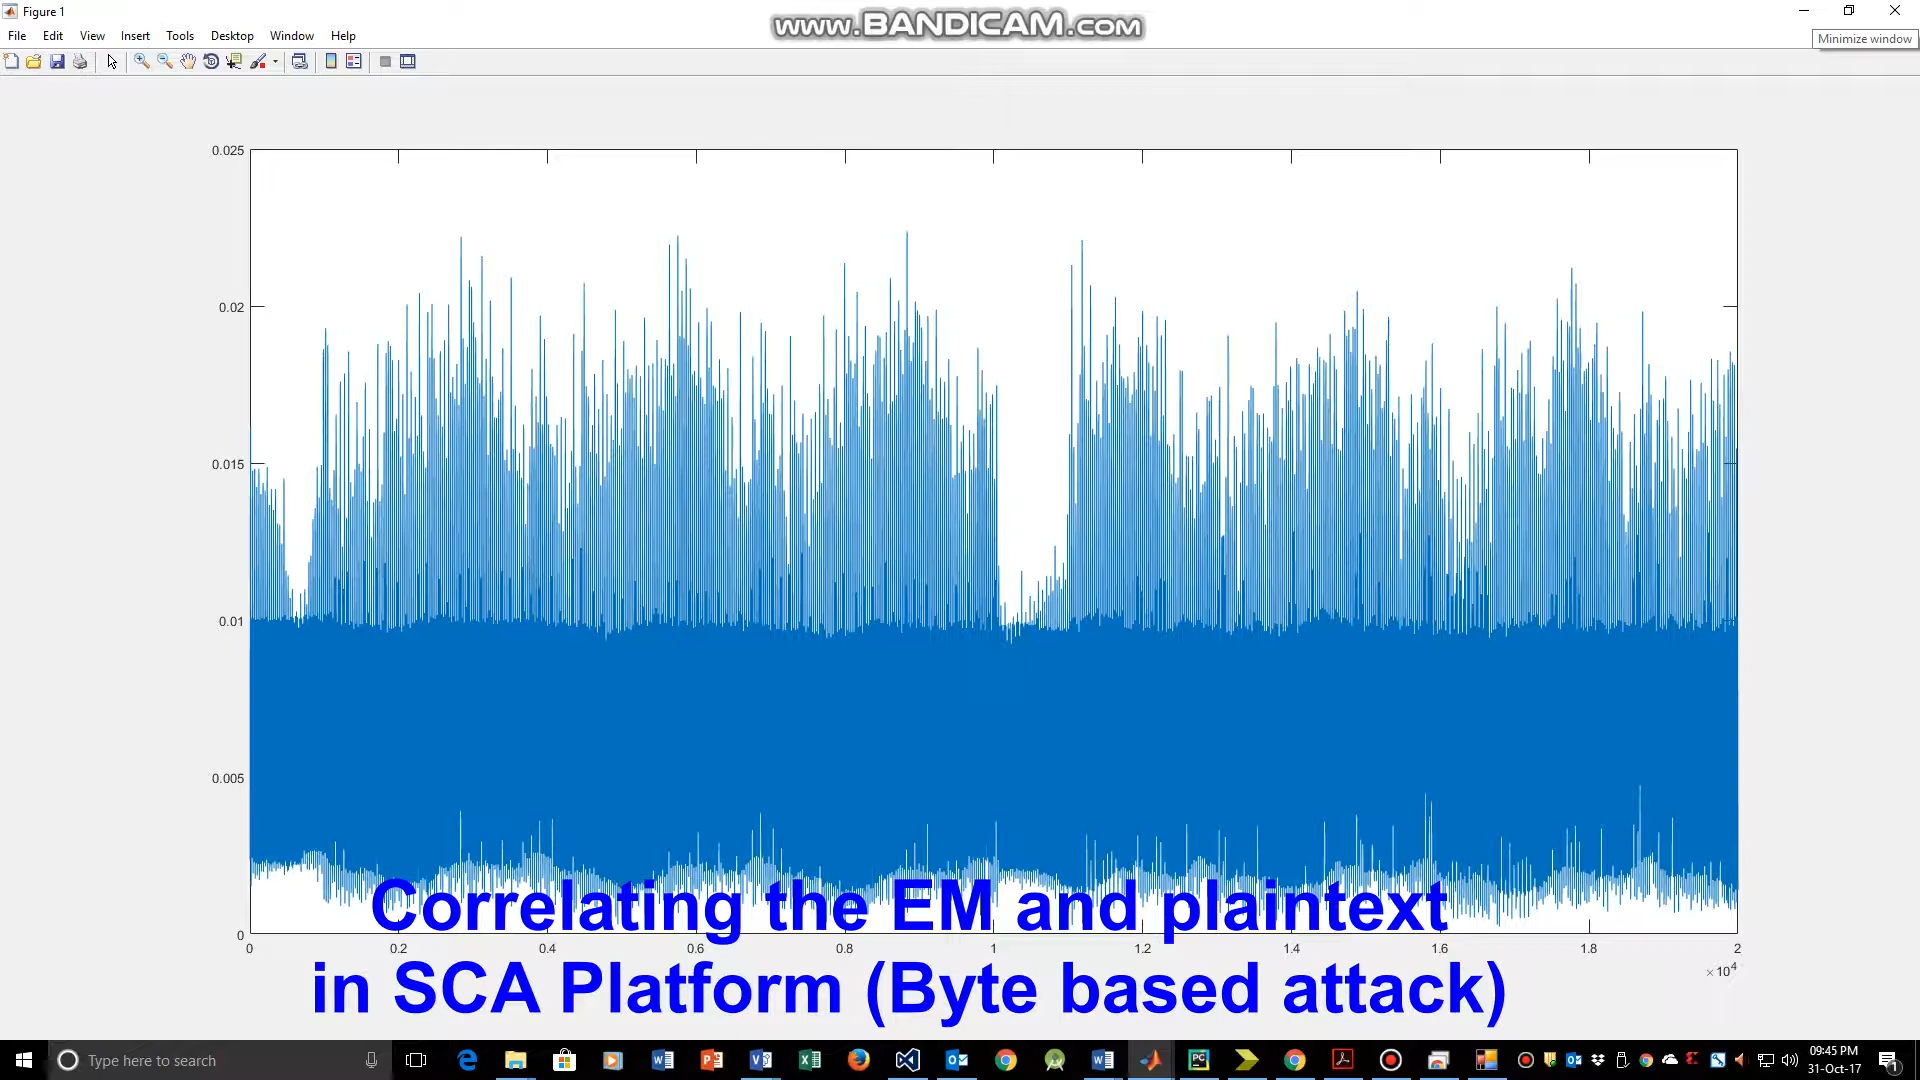 Figure 1
www.BANDICAM.com
File Edit View Insert Tools Desktop Window Help
Minimize window
0.025
0.02
0.015
0.01
0.005
0
0 0.2 0.4 0.6 0.8 1 1.2 1.4 1.6 1.8 2
×10^4
Correlating the EM and plaintext
in SCA Platform (Byte based attack)
Type here to search
09:45 PM
31-Oct-17